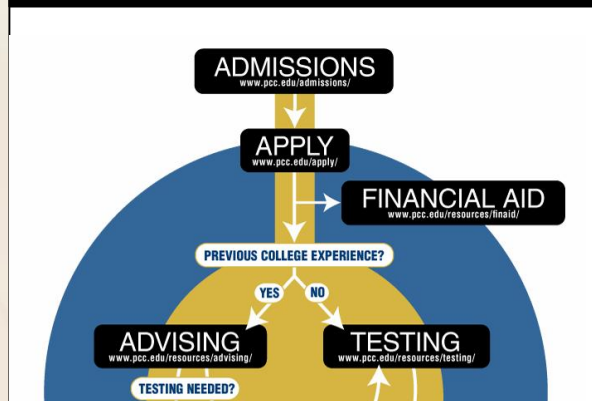 ADMISSIONS
www.pcc.edu/admissions/
APPLY
www.pcc.edu/apply/
FINANCIAL AID
www.pcc.edu/resources/finaid/
PREVIOUS COLLEGE EXPERIENCE?
YES
NO
ADVISING
www.pcc.edu/resources/advising/
TESTING
www.pcc.edu/resources/testing/
TESTING NEEDED?